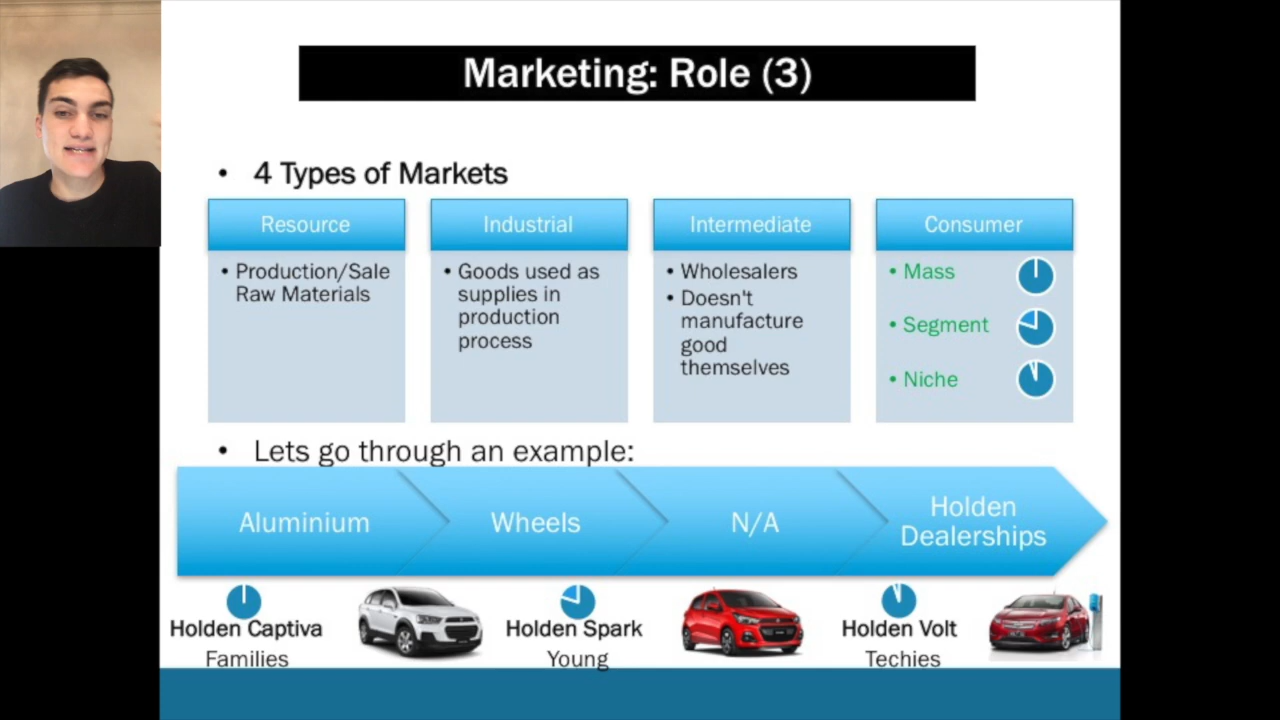 Marketing: Role (3)
• 4 Types of Markets
Resource
• Production/Sale
Raw Materials
Industrial
• Goods used as
supplies in
production
process
Intermediate
• Wholesalers
• Doesn't
manufacture
good
themselves
Consumer
• Mass
• Segment
• Niche
• Lets go through an example:
Aluminium
Wheels
N/A
Holden
Dealerships
Holden Captiva
Families
Holden Spark
Young
Holden Volt
Techies